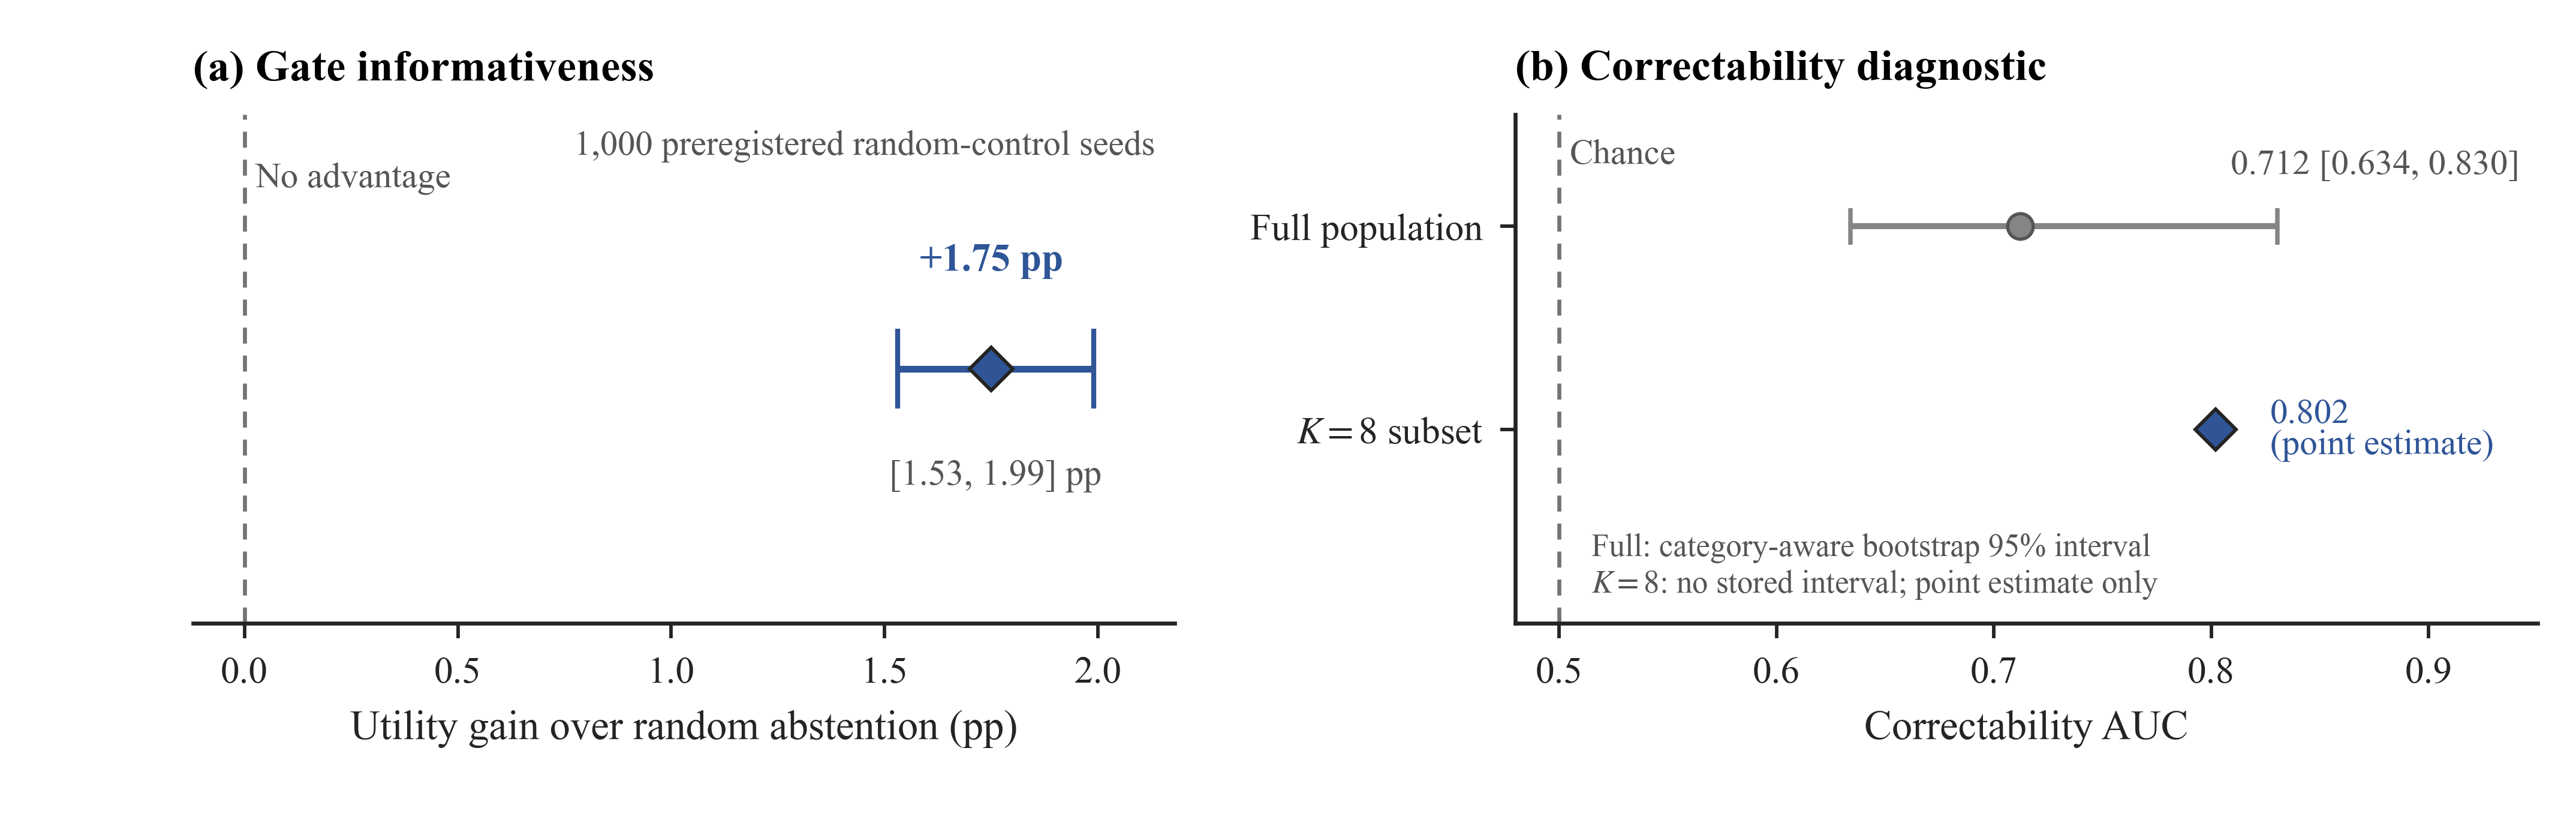 (a) Gate informativeness
1,000 preregistered random-control seeds
No advantage
+1.75 pp
[1.53, 1.99] pp
0.0 0.5 1.0 1.5 2.0
Utility gain over random abstention (pp)
(b) Correctability diagnostic
Chance
0.712 [0.634, 0.830]
Full population
K=8 subset
0.802
(point estimate)
Full: category-aware bootstrap 95% interval
K=8: no stored interval; point estimate only
0.5 0.6 0.7 0.8 0.9
Correctability AUC